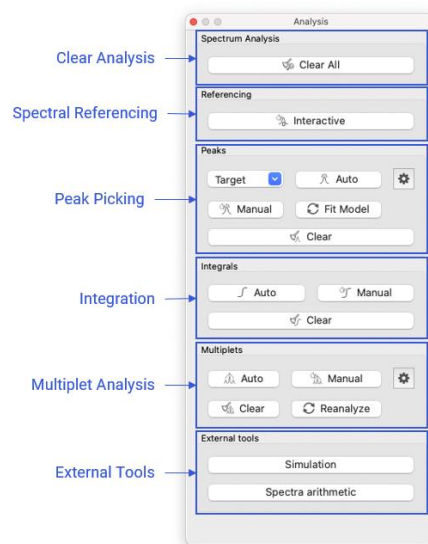 Analysis
Spectrum Analysis
Clear Analysis
Clear All
Referencing
Spectral Referencing
Interactive
Peaks
Target Auto
Peak Picking
Manual Fit Model
Clear
Integrals
Integration
Auto Manual
Clear
Multiplets
Multiplet Analysis
Auto Manual
Clear Reanalyze
External tools
External Tools
Simulation
Spectra arithmetic